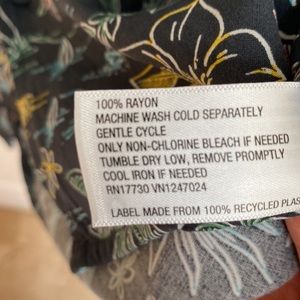 100% RAYON
MACHINE WASH COLD SEPARATELY
GENTLE CYCLE
ONLY NON-CHLORINE BLEACH IF NEEDED
TUMBLE DRY LOW, REMOVE PROMPTLY
COOL IRON IF NEEDED
RN17730 VN1247024
LABEL MADE FROM 100% RECYCLED PLAS